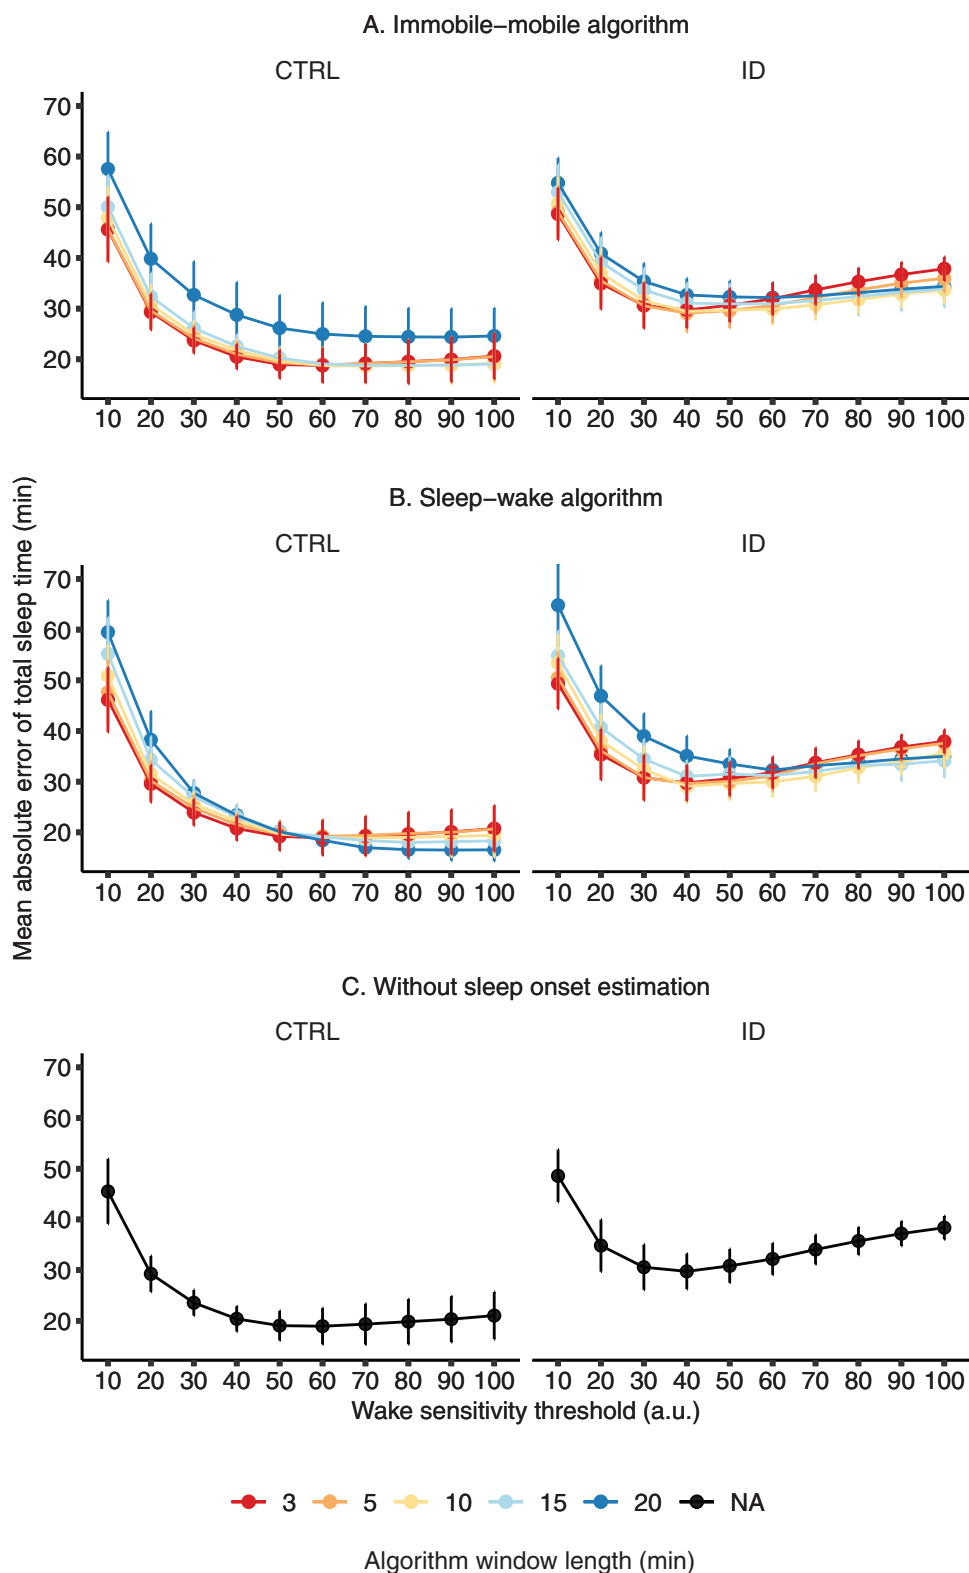 A. Immobile−mobile algorithm
CTRL
ID
70
60
50
40
30
20
10 20 30 40 50 60 70 80 90 100
10 20 30 40 50 60 70 80 90 100
Mean absolute error of total sleep time (min)
B. Sleep−wake algorithm
CTRL
ID
70
60
50
40
30
20
10 20 30 40 50 60 70 80 90 100
10 20 30 40 50 60 70 80 90 100
C. Without sleep onset estimation
CTRL
ID
70
60
50
40
30
20
10 20 30 40 50 60 70 80 90 100
10 20 30 40 50 60 70 80 90 100
Wake sensitivity threshold (a.u.)
3 5 10 15 20 NA
Algorithm window length (min)